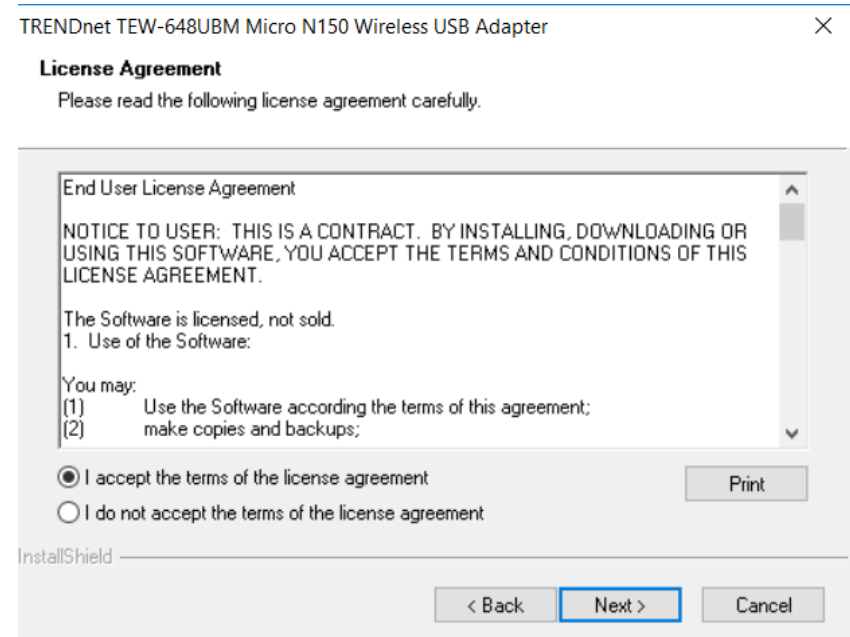 TRENDnet TEW-648UBM Micro N150 Wireless USB Adapter
License Agreement
Please read the following license agreement carefully.
End User License Agreement
NOTICE TO USER: THIS IS A CONTRACT. BY INSTALLING, DOWNLOADING OR
USING THIS SOFTWARE, YOU ACCEPT THE TERMS AND CONDITIONS OF THIS
LICENSE AGREEMENT.
The Software is licensed, not sold.
1. Use of the Software:
You may:
(1) Use the Software according the terms of this agreement;
(2) make copies and backups;
I accept the terms of the license agreement
Print
I do not accept the terms of the license agreement
InstallShield
< Back Next > Cancel